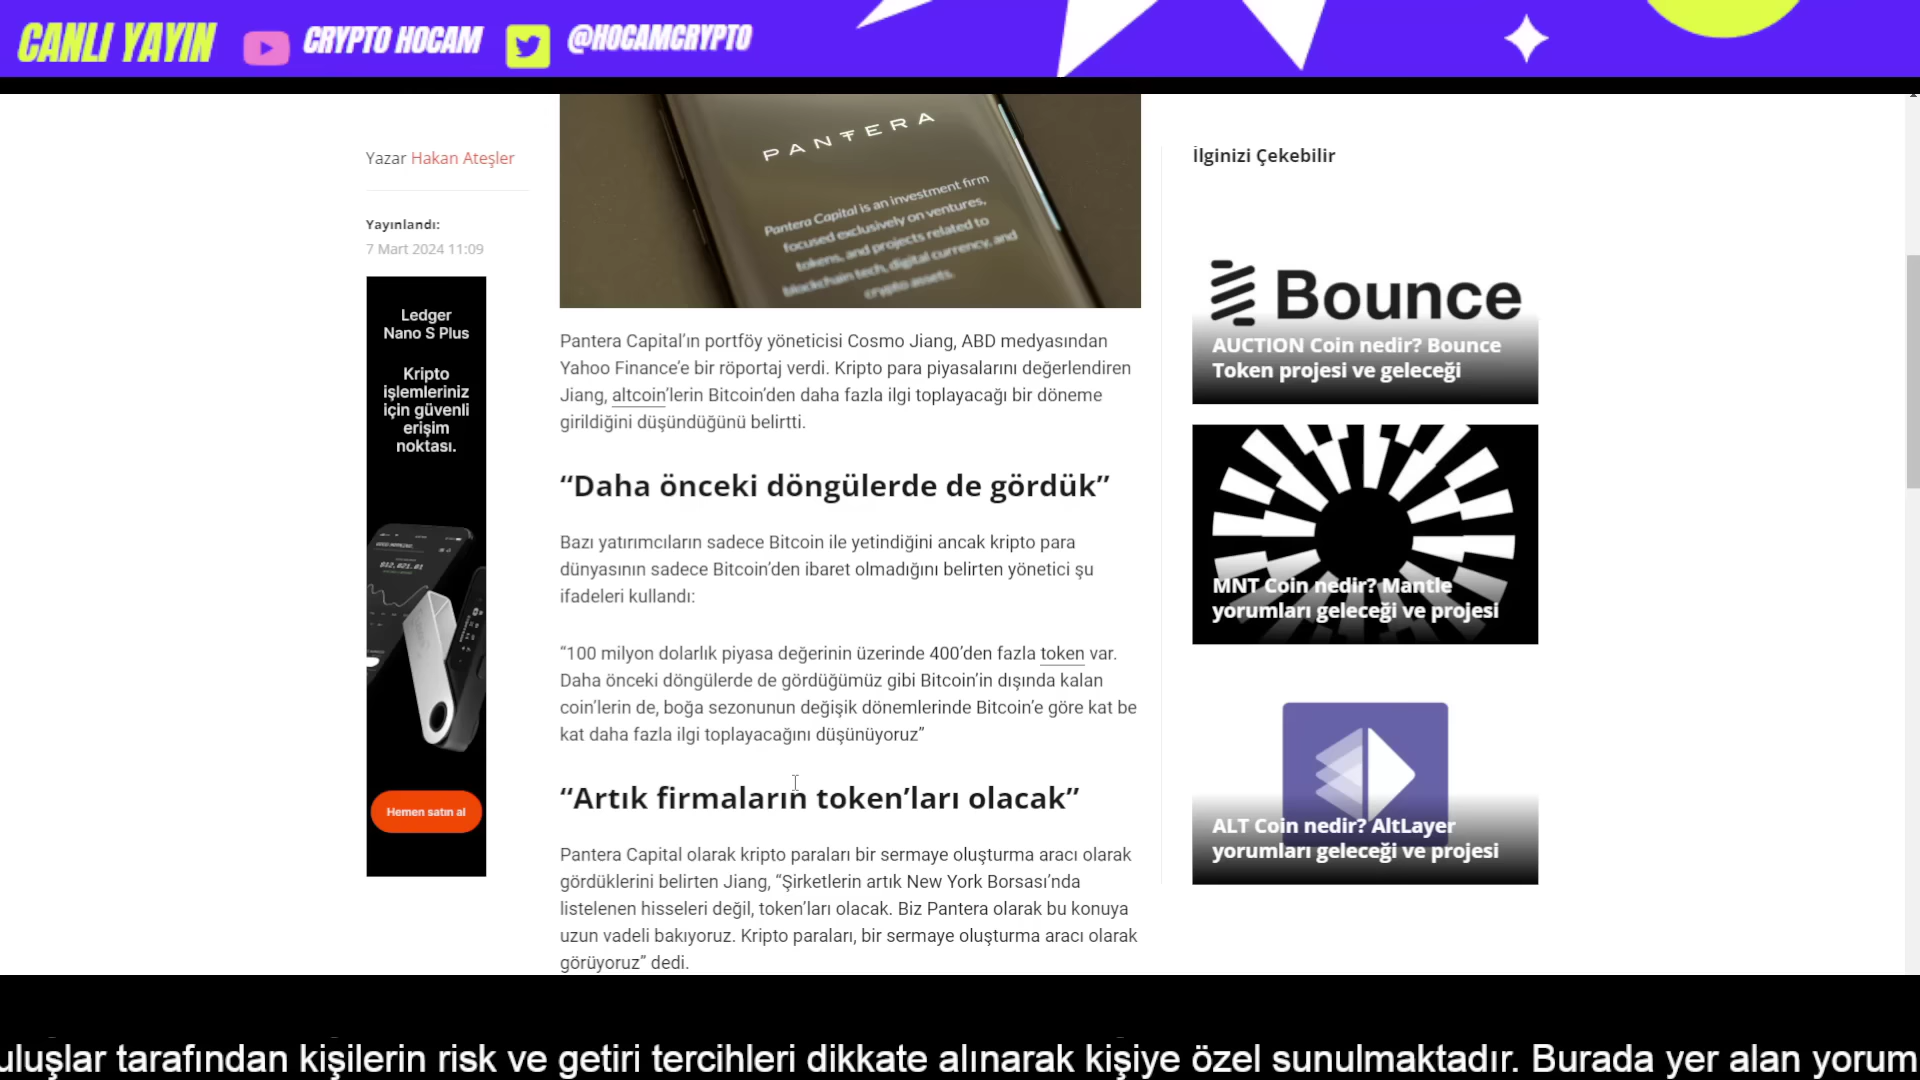 CANLI YAYIN
CRYPTO HOCAM
@HOCAMCRYPTO
PANTERA
Pantera Capital is an investment firm
focused exclusively on ventures,
tokens, and projects related to
blockchain tech, digital currency, and
crypto assets.
Yazar Hakan Ateşler
Yayınlandı:
7 Mart 2024 11:09
Ledger
Nano S Plus
Kripto
işlemleriniz
için güvenli
erişim
noktası.
$12,021.01
Hemen satın al
Pantera Capital’ın portföy yöneticisi Cosmo Jiang, ABD medyasından
Yahoo Finance’e bir röportaj verdi. Kripto para piyasalarını değerlendiren
Jiang, altcoin’lerin Bitcoin’den daha fazla ilgi toplayacağı bir döneme
girildiğini düşündüğünü belirtti.
“Daha önceki döngülerde de gördük”
Bazı yatırımcıların sadece Bitcoin ile yetindiğini ancak kripto para
dünyasının sadece Bitcoin’den ibaret olmadığını belirten yönetici şu
ifadeleri kullandı:
“100 milyon dolarlık piyasa değerinin üzerinde 400’den fazla token var.
Daha önceki döngülerde de gördüğümüz gibi Bitcoin’in dışında kalan
coin’lerin de, boğa sezonunun değişik dönemlerinde Bitcoin’e göre kat be
kat daha fazla ilgi toplayacağını düşünüyoruz”
“Artık firmaların token’ları olacak”
Pantera Capital olarak kripto paraları bir sermaye oluşturma aracı olarak
gördüklerini belirten Jiang, “Şirketlerin artık New York Borsası’nda
listelenen hisseleri değil, token’ları olacak. Biz Pantera olarak bu konuya
uzun vadeli bakıyoruz. Kripto paraları, bir sermaye oluşturma aracı olarak
görüyoruz” dedi.
İlginizi Çekebilir
Bounce
AUCTION Coin nedir? Bounce
Token projesi ve geleceği
MNT Coin nedir? Mantle
yorumları geleceği ve projesi
ALT Coin nedir? AltLayer
yorumları geleceği ve projesi
uluşlar tarafından kişilerin risk ve getiri tercihleri dikkate alınarak kişiye özel sunulmaktadır. Burada yer alan yorum